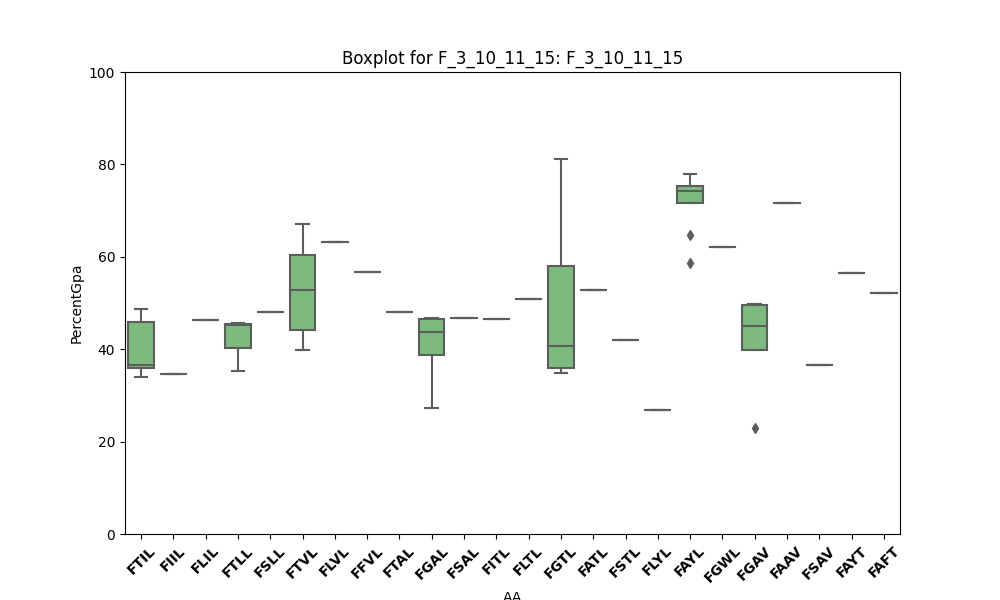 Boxplot for F_3_10_11_15: F_3_10_11_15
100
80
60
40
20
0
PercentGpa
FTIL FIIL FLIL FTLL FSLL FTVL FLVL FFVL FTAL FGAL FSAL FITL FLTL FGTL FATL FSTL FLYL FAYL FGWL FGAV FAAV FSAV FAYT FAFT
AA